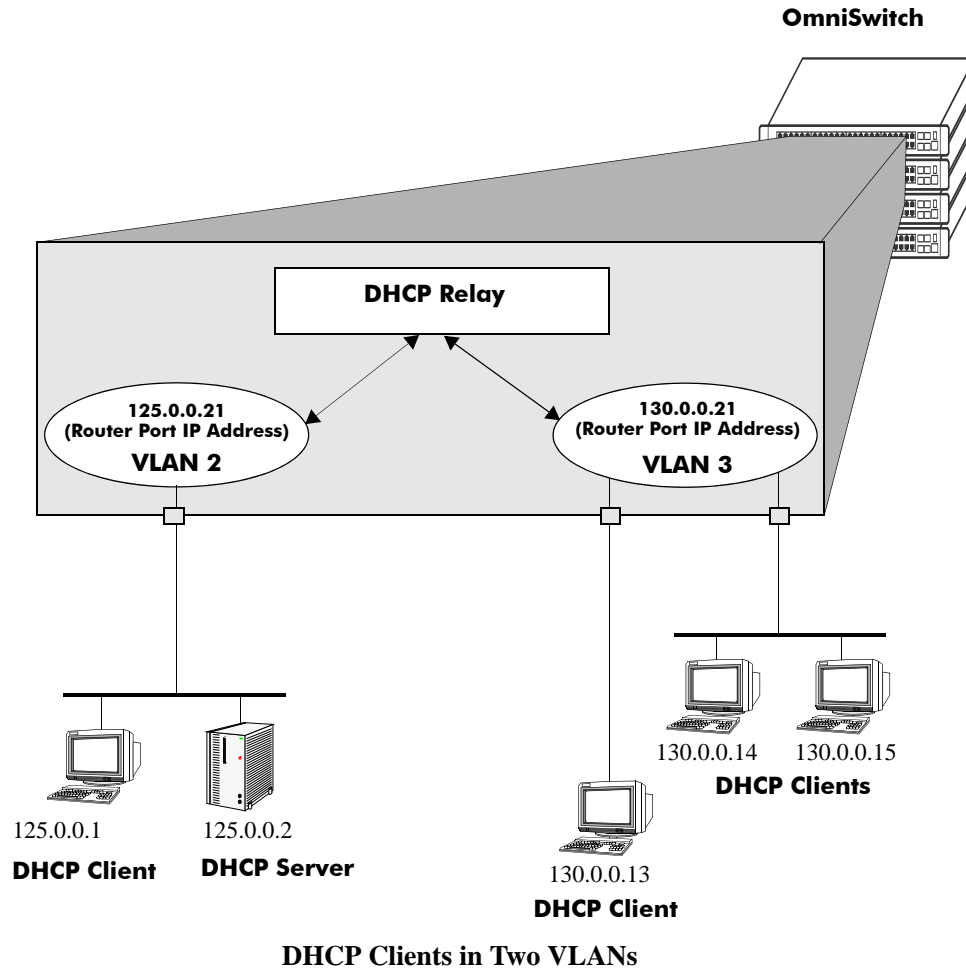 OmniSwitch
DHCP Relay
125.0.0.21
(Router Port IP Address)
VLAN 2
130.0.0.21
(Router Port IP Address)
VLAN 3
130.0.0.14
130.0.0.15
DHCP Clients
125.0.0.1
DHCP Client
125.0.0.2
DHCP Server
130.0.0.13
DHCP Client
DHCP Clients in Two VLANs